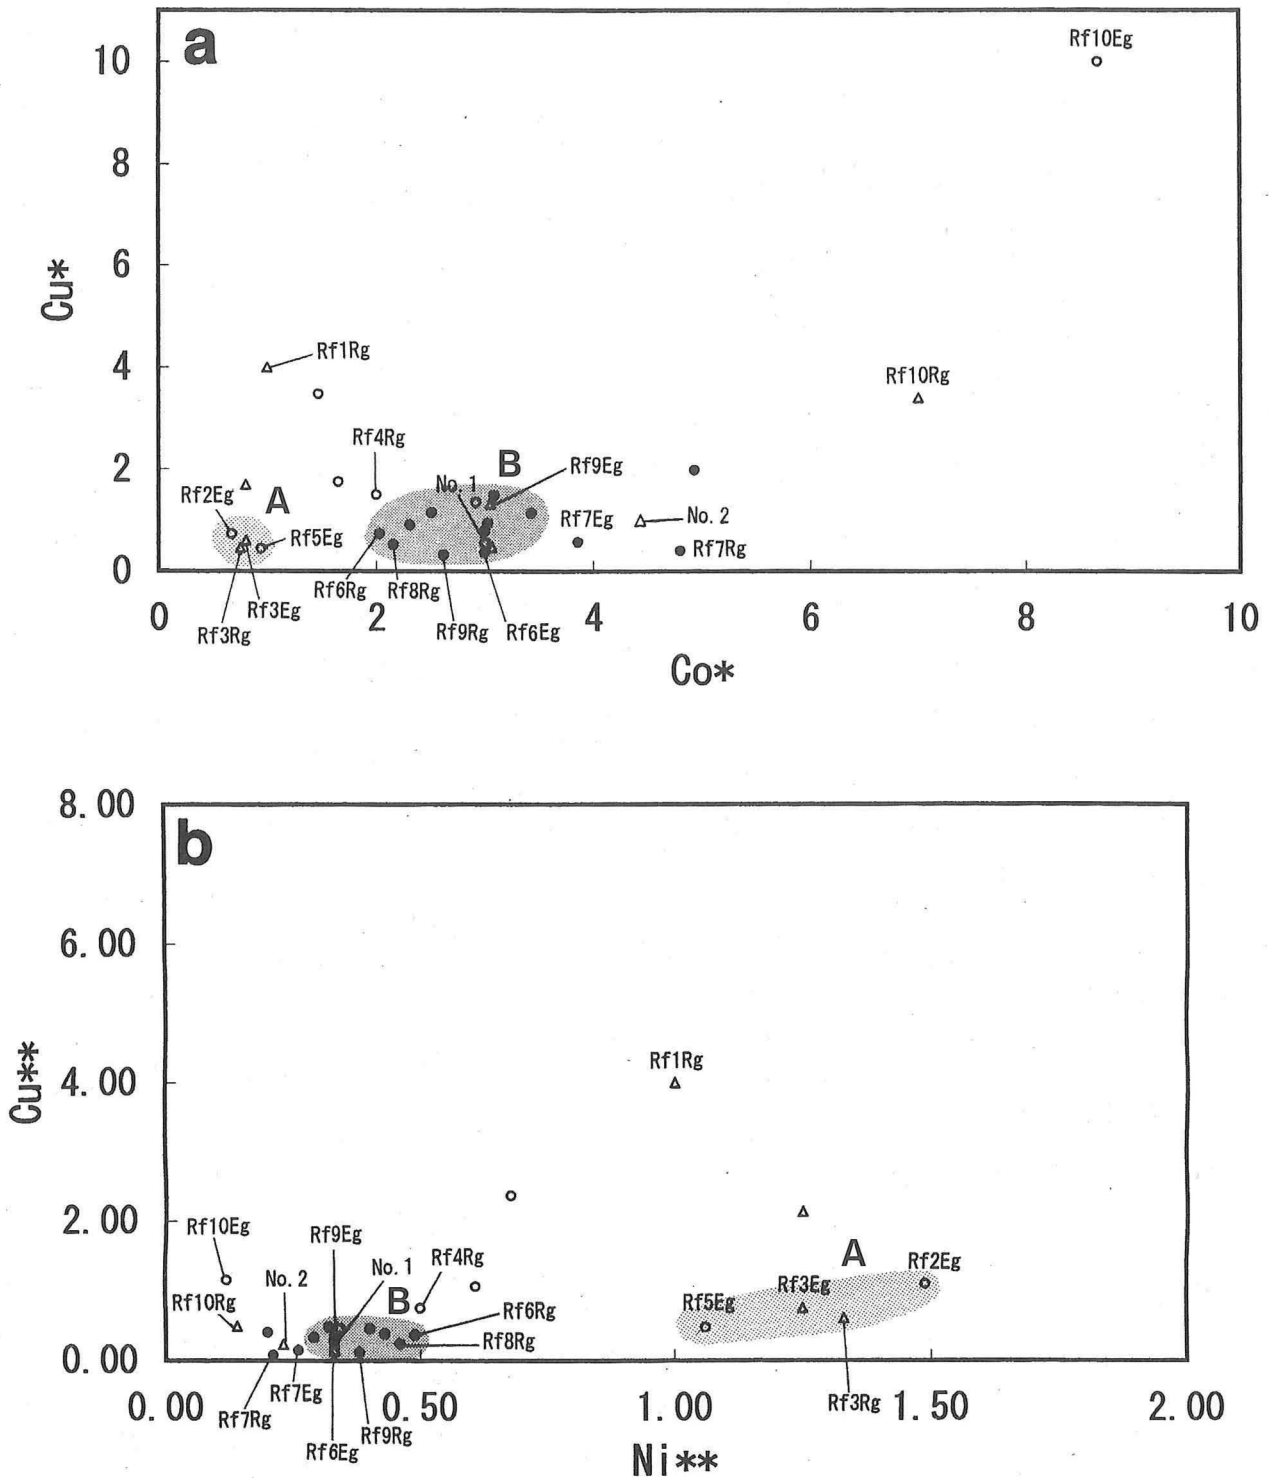 a
Rf10Eg
10
8
6
Cu*
4
Rf1Rg
Rf10Rg
Rf4Rg
2
B
Rf9Eg
No. 1
Rf2Eg
A
Rf7Eg
No. 2
Rf5Eg
Rf7Rg
0
Rf6Rg
Rf8Rg
Rf3Eg
Rf3Rg
Rf9Rg
Rf6Eg
0 2 4 6 8 10
Co*
8. 00
b
6. 00
Cu**
4. 00
Rf1Rg
2. 00
Rf10Eg
Rf9Eg
No. 2
No. 1
Rf4Rg
A
Rf2Eg
Rf3Eg
Rf10Rg
B
Rf5Eg
Rf6Rg
Rf8Rg
0. 00
Rf7Eg
Rf7Rg
Rf3Rg
Rf6Eg
Rf9Rg
0. 00 0. 50 1. 00 1. 50 2. 00
Ni**